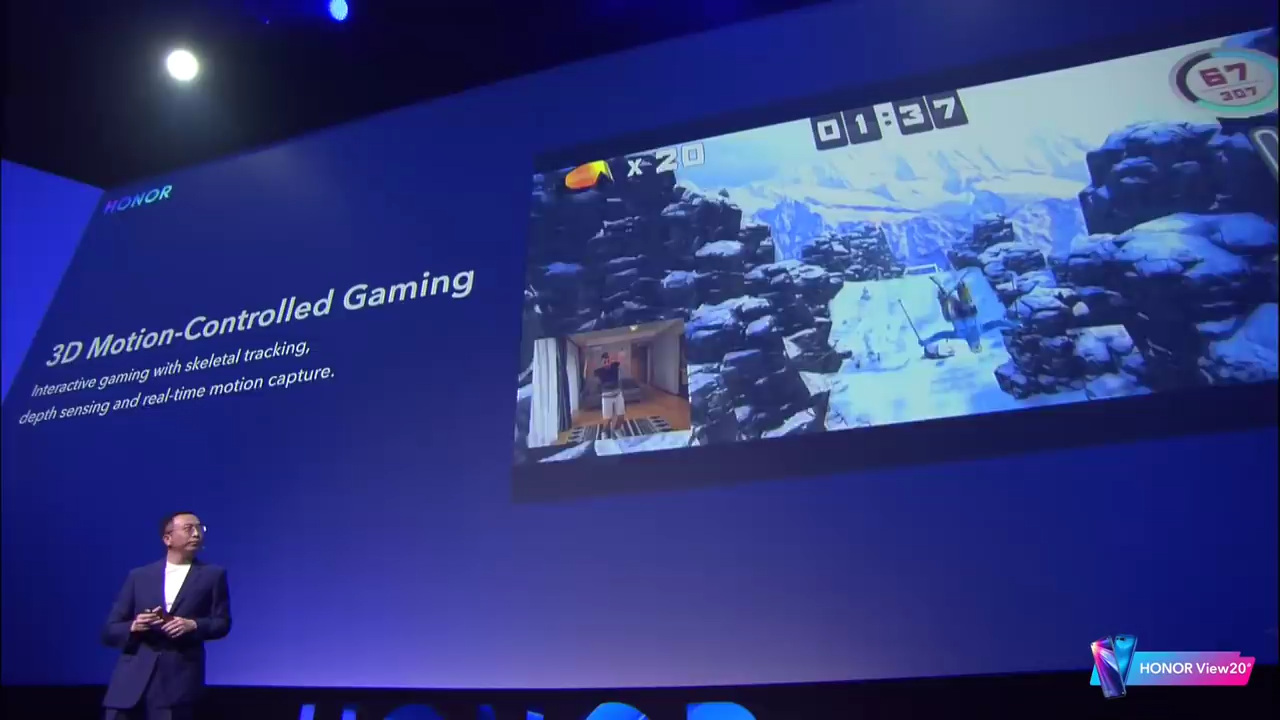 HONOR
3D Motion-Controlled Gaming
Interactive gaming with skeletal tracking,
depth sensing and real-time motion capture.
x 20
01:37
67
307
HONOR View20*
HONOR